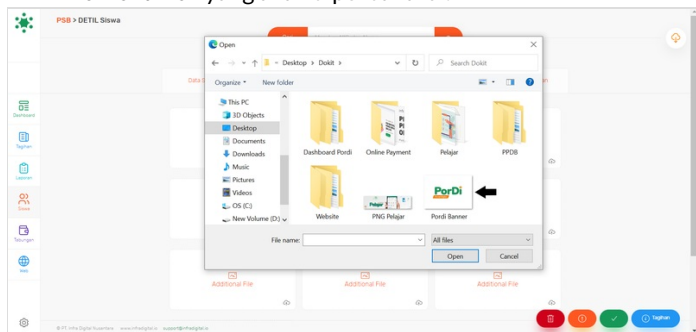 PSB > DETIL Siswa
Open
Desktop > Dokit >
Search Dokit
Organize
New folder
This PC
3D Objects
Desktop
Documents
Downloads
Music
Pictures
Videos
OS (C:)
New Volume (D:)
Dashboard Pordi
Online Payment
Pelajar
PPDB
Website
PNG Pelajar
PorDi
Pordi Banner
File name:
All files
Open
Cancel
Dashboard
Tagihan
Laporan
Siswa
Tabungan
Web
Data S
Additional File
Additional File
Additional File
Tagihan